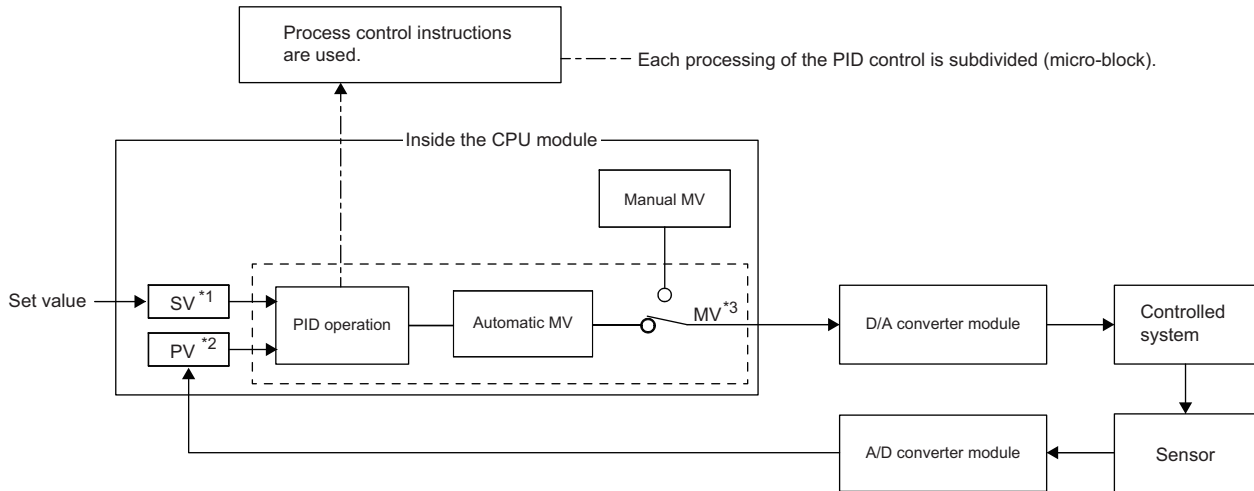 Process control instructions
are used.
Each processing of the PID control is subdivided (micro-block).
Inside the CPU module
Manual MV
Set value
SV *1
PV *2
PID operation
Automatic MV
MV*3
D/A converter module
Controlled
system
A/D converter module
Sensor